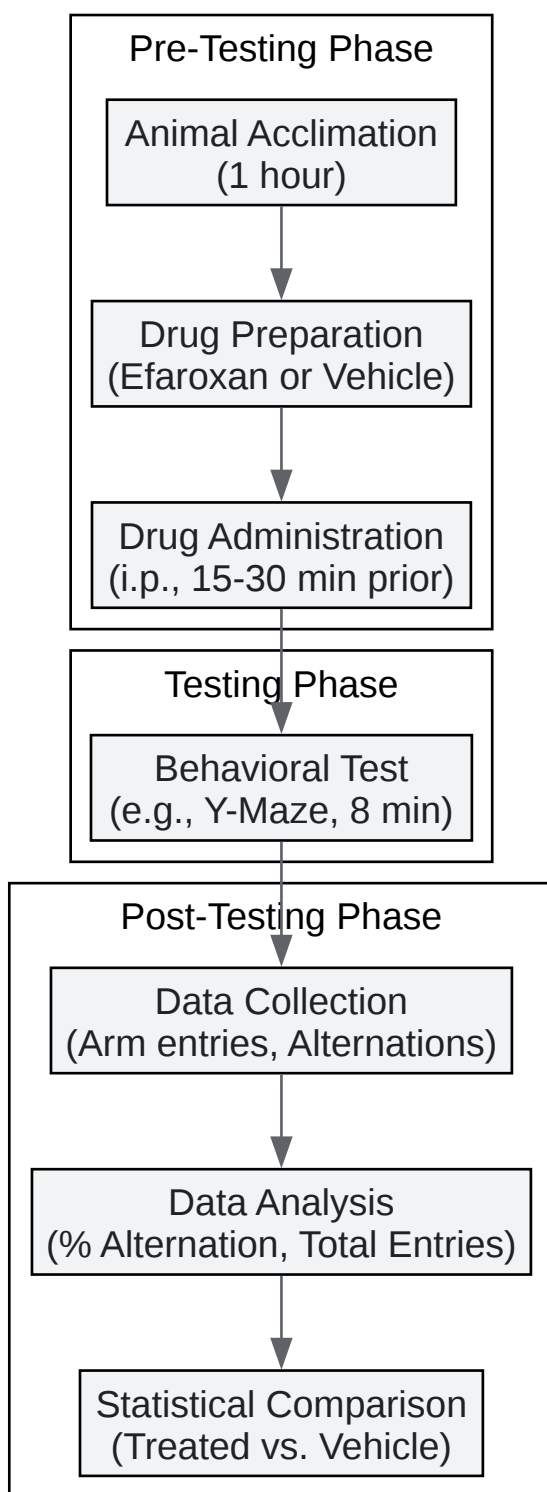 Pre-Testing Phase
Animal Acclimation
(1 hour)
Drug Preparation
(Efaroxan or Vehicle)
Drug Administration
(i.p., 15-30 min prior)
Testing Phase
Behavioral Test
(e.g., Y-Maze, 8 min)
Post-Testing Phase
Data Collection
(Arm entries, Alternations)
Data Analysis
(% Alternation, Total Entries)
Statistical Comparison
(Treated vs. Vehicle)